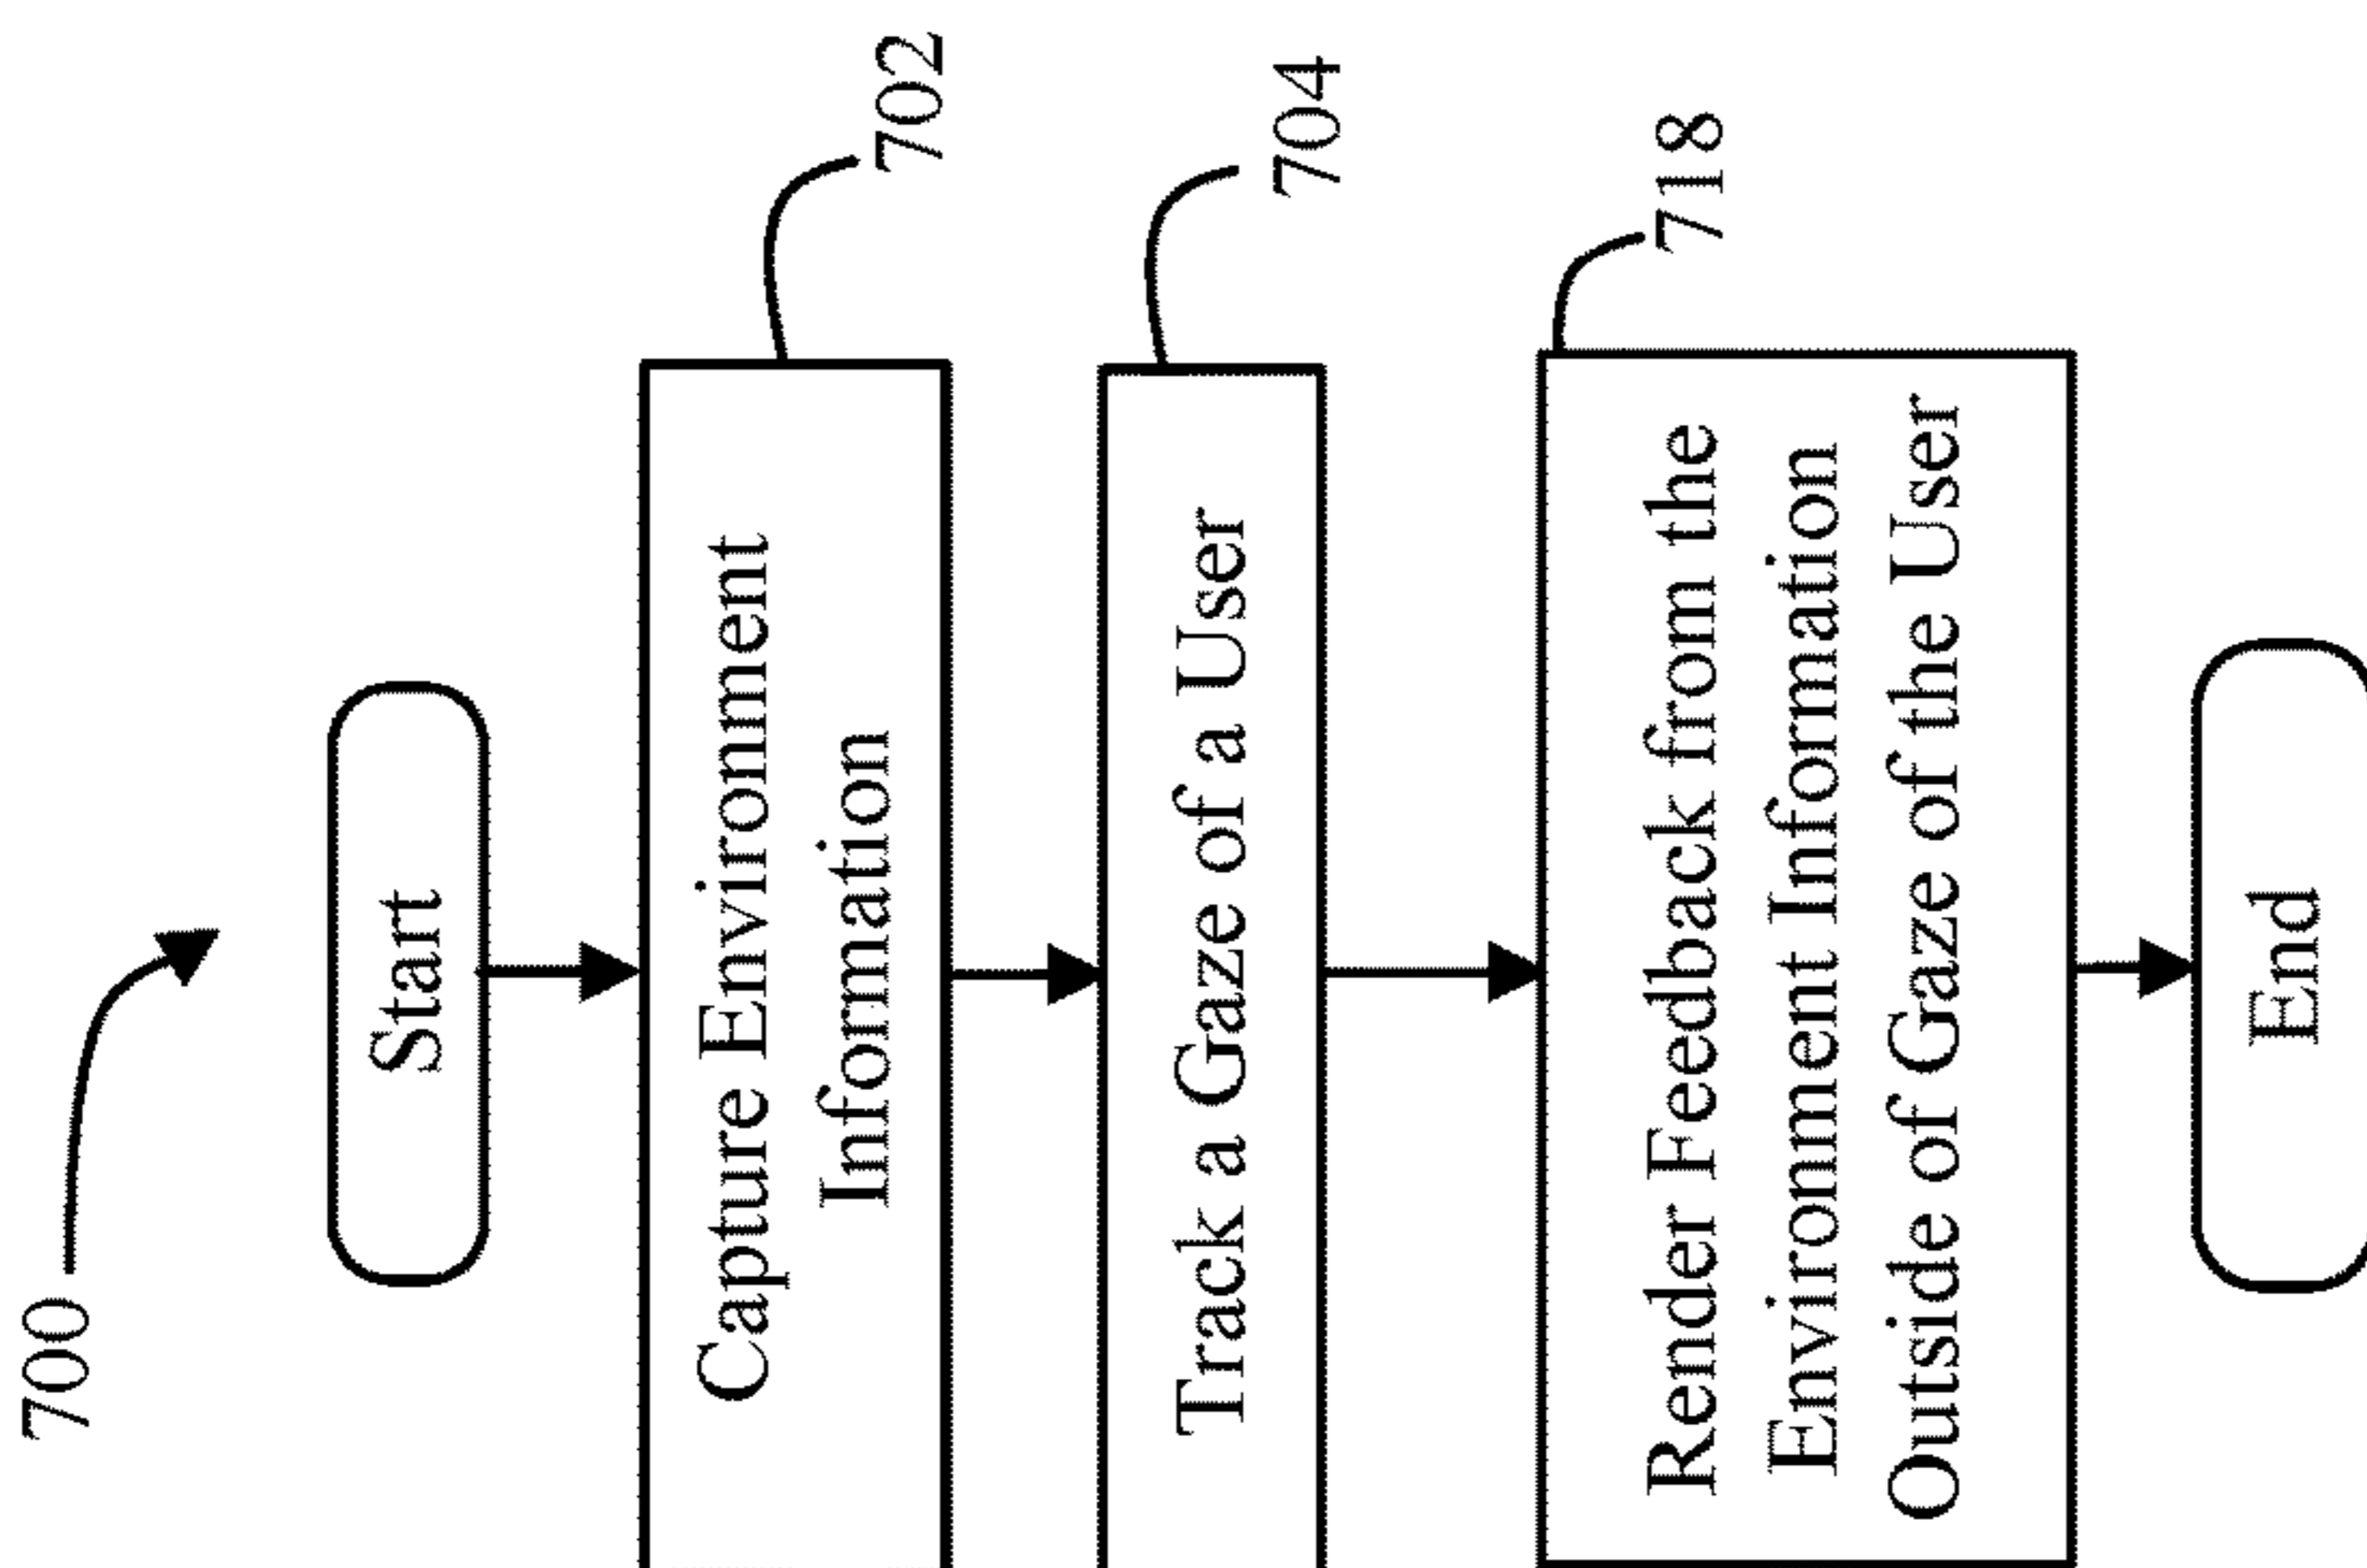 700
Start
Capture Environment
Information
702
Track a Gaze of a User
704
Render Feedback from the
Environment Information
Outside of Gaze of the User
718
End